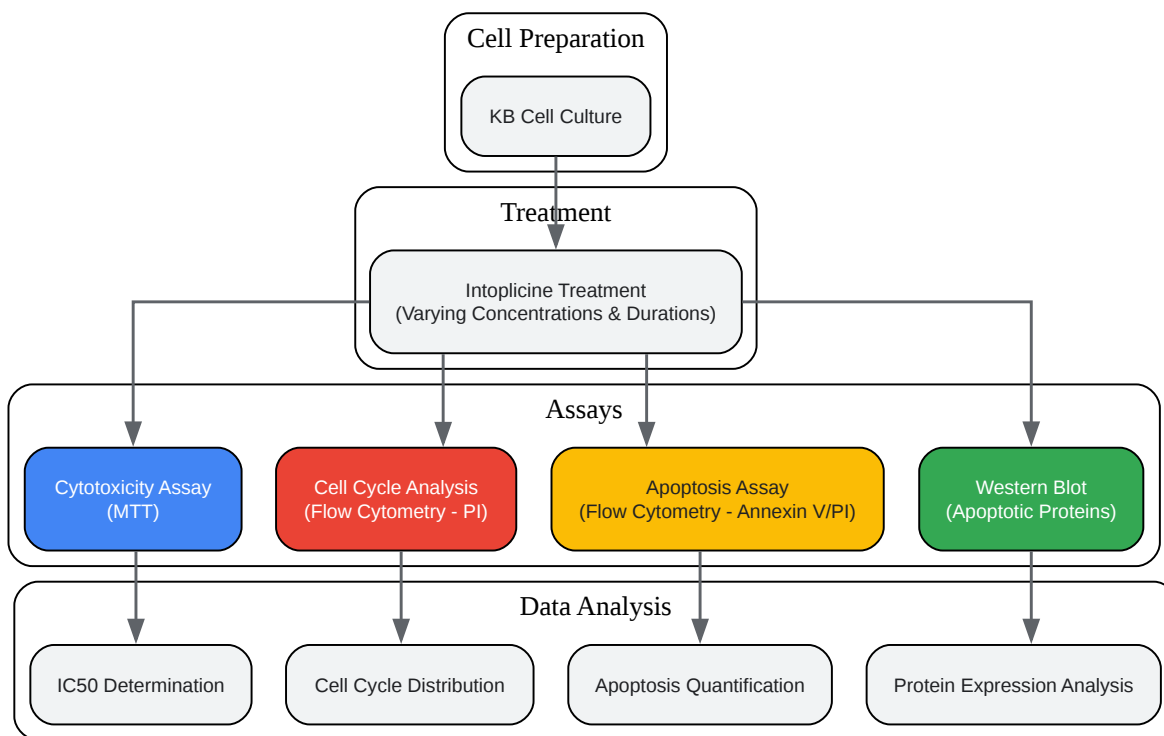 Cell Preparation
KB Cell Culture
Treatment
Intoplicine Treatment
(Varying Concentrations & Durations)
Assays
Cytotoxicity Assay
(MTT)
Cell Cycle Analysis
(Flow Cytometry - PI)
Apoptosis Assay
(Flow Cytometry - Annexin V/PI)
Western Blot
(Apoptotic Proteins)
Data Analysis
IC50 Determination
Cell Cycle Distribution
Apoptosis Quantification
Protein Expression Analysis